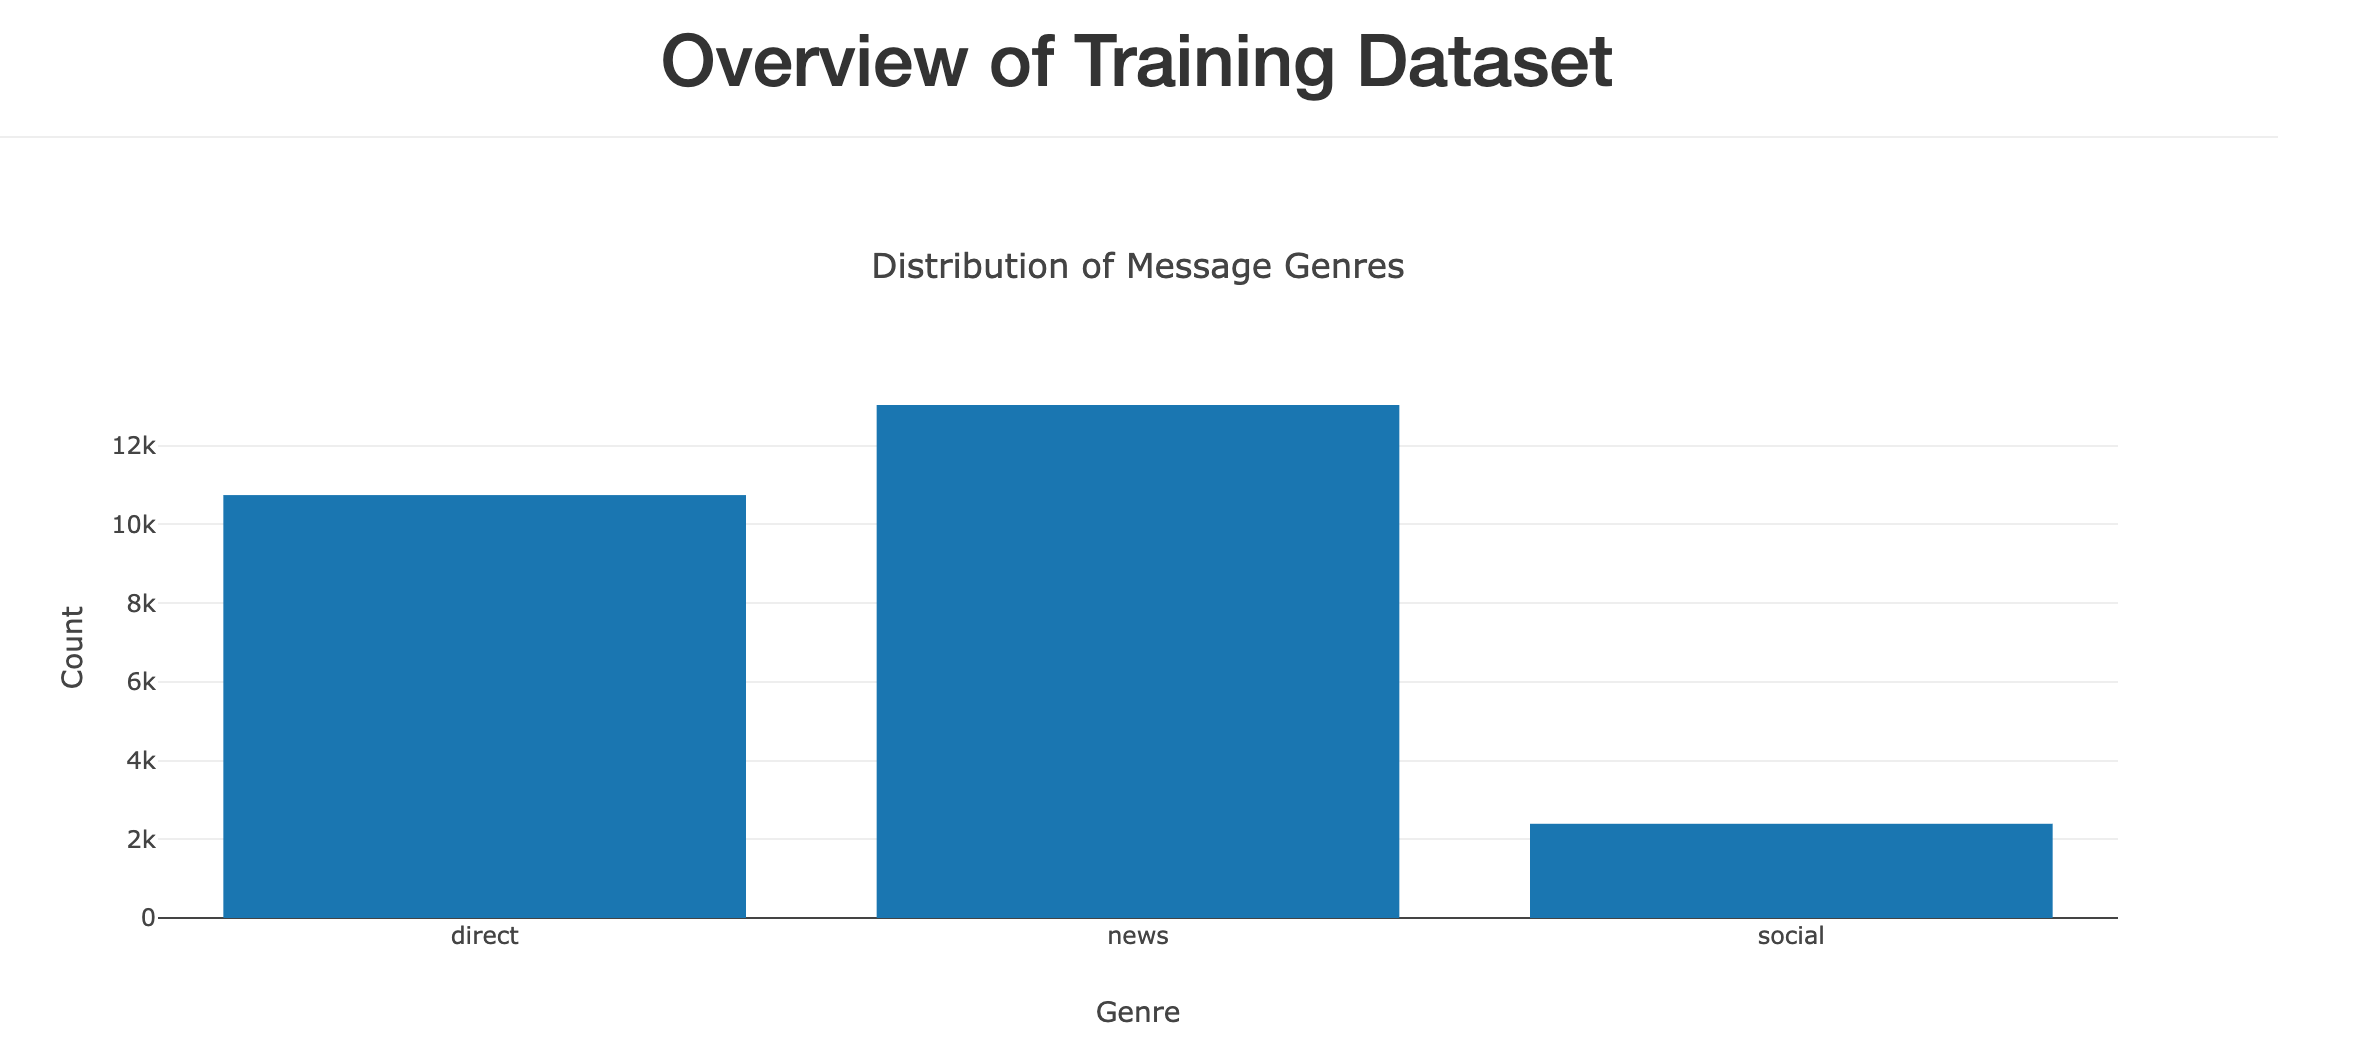 Overview of Training Dataset
Distribution of Message Genres
12k
10k
8k
6k
4k
2k
0
Count
direct news social
Genre